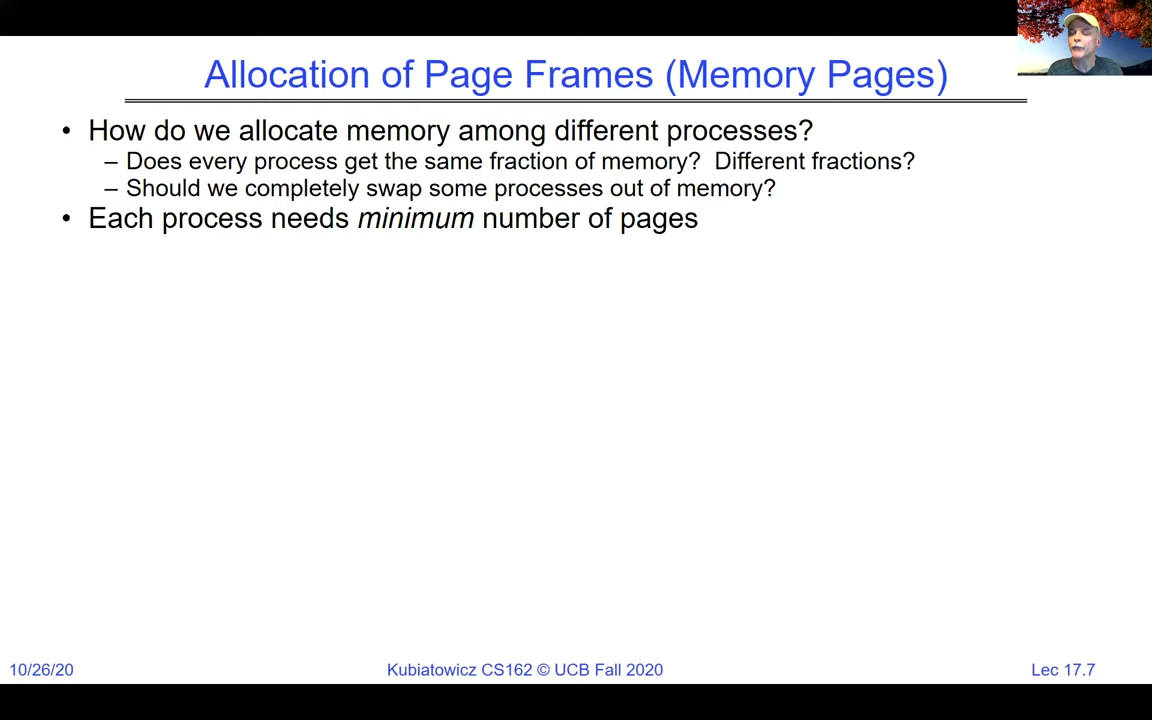 Allocation of Page Frames (Memory Pages)
• How do we allocate memory among different processes?
– Does every process get the same fraction of memory? Different fractions?
– Should we completely swap some processes out of memory?
• Each process needs minimum number of pages
10/26/20
Kubiatowicz CS162 © UCB Fall 2020
Lec 17.7